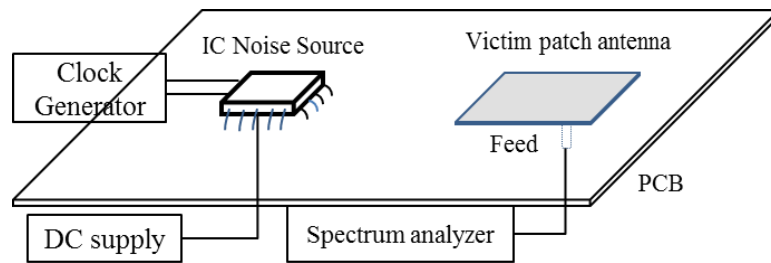 IC Noise Source
Victim patch antenna
Clock
Generator
Feed
PCB
DC supply
Spectrum analyzer